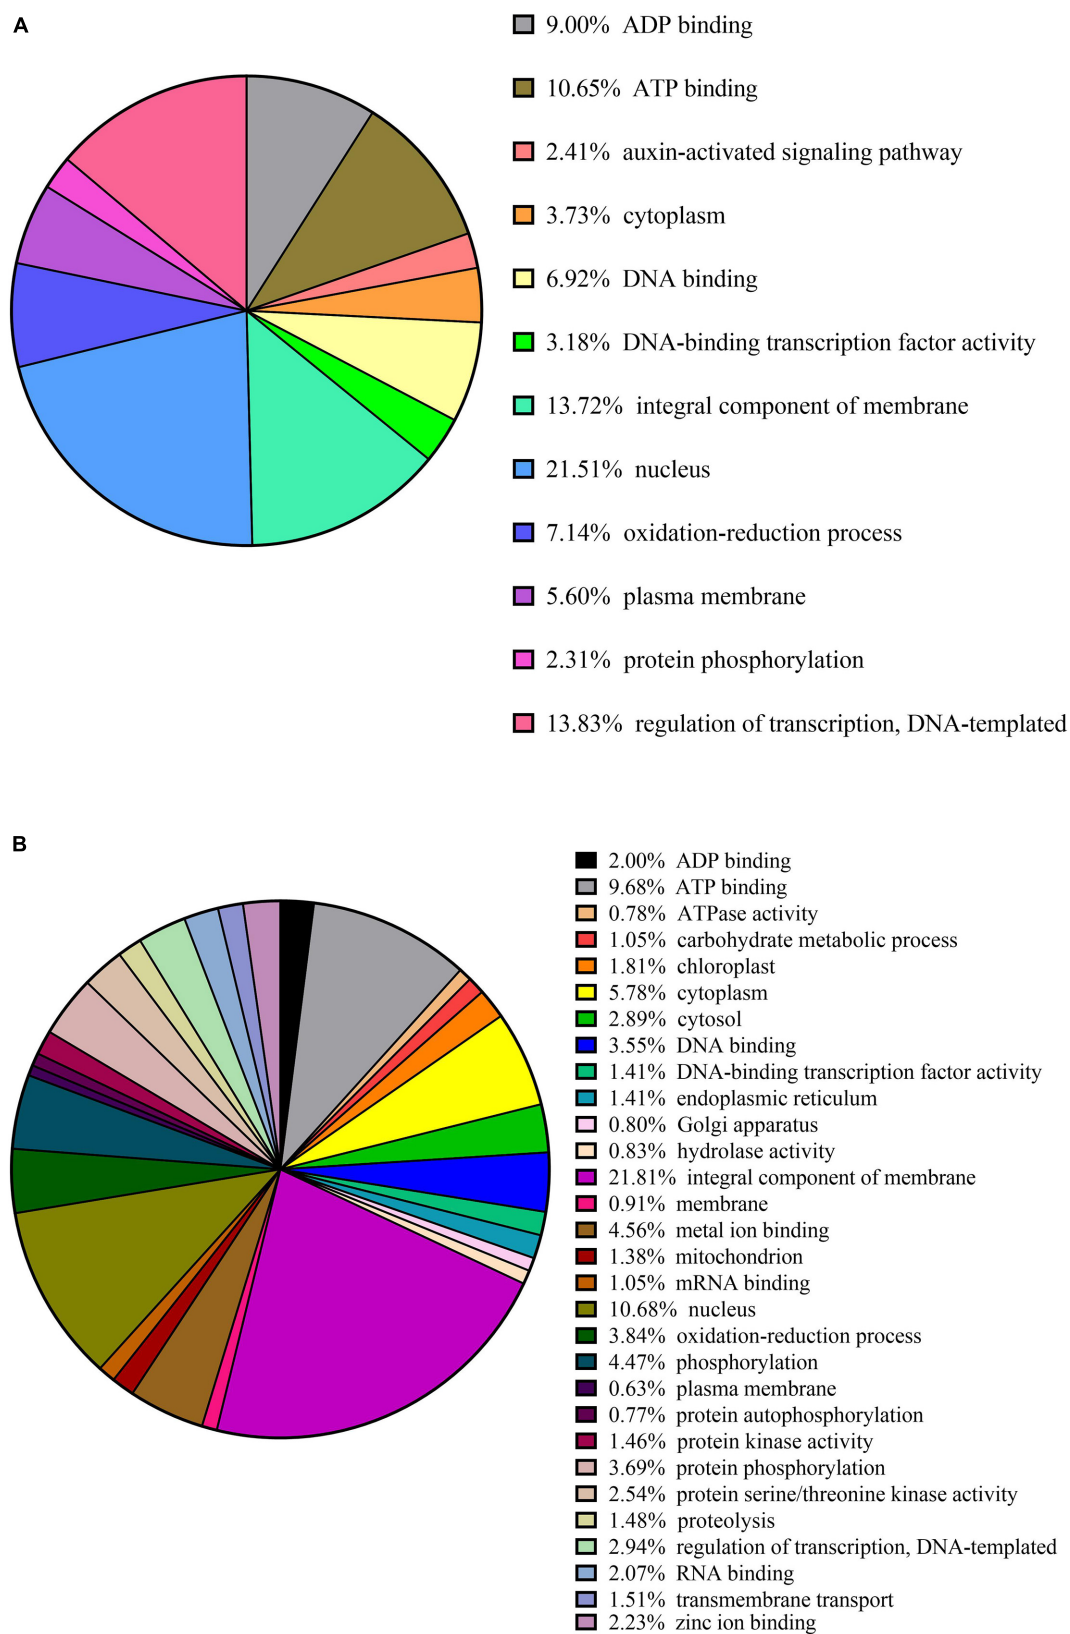 A
9.00% ADP binding
10.65% ATP binding
2.41% auxin-activated signaling pathway
3.73% cytoplasm
6.92% DNA binding
3.18% DNA-binding transcription factor activity
13.72% integral component of membrane
21.51% nucleus
7.14% oxidation-reduction process
5.60% plasma membrane
2.31% protein phosphorylation
13.83% regulation of transcription, DNA-templated
B
2.00% ADP binding
9.68% ATP binding
0.78% ATPase activity
1.05% carbohydrate metabolic process
1.81% chloroplast
5.78% cytoplasm
2.89% cytosol
3.55% DNA binding
1.41% DNA-binding transcription factor activity
1.41% endoplasmic reticulum
0.80% Golgi apparatus
0.83% hydrolase activity
21.81% integral component of membrane
0.91% membrane
4.56% metal ion binding
1.38% mitochondrion
1.05% mRNA binding
10.68% nucleus
3.84% oxidation-reduction process
4.47% phosphorylation
0.63% plasma membrane
0.77% protein autophosphorylation
1.46% protein kinase activity
3.69% protein phosphorylation
2.54% protein serine/threonine kinase activity
1.48% proteolysis
2.94% regulation of transcription, DNA-templated
2.07% RNA binding
1.51% transmembrane transport
2.23% zinc ion binding